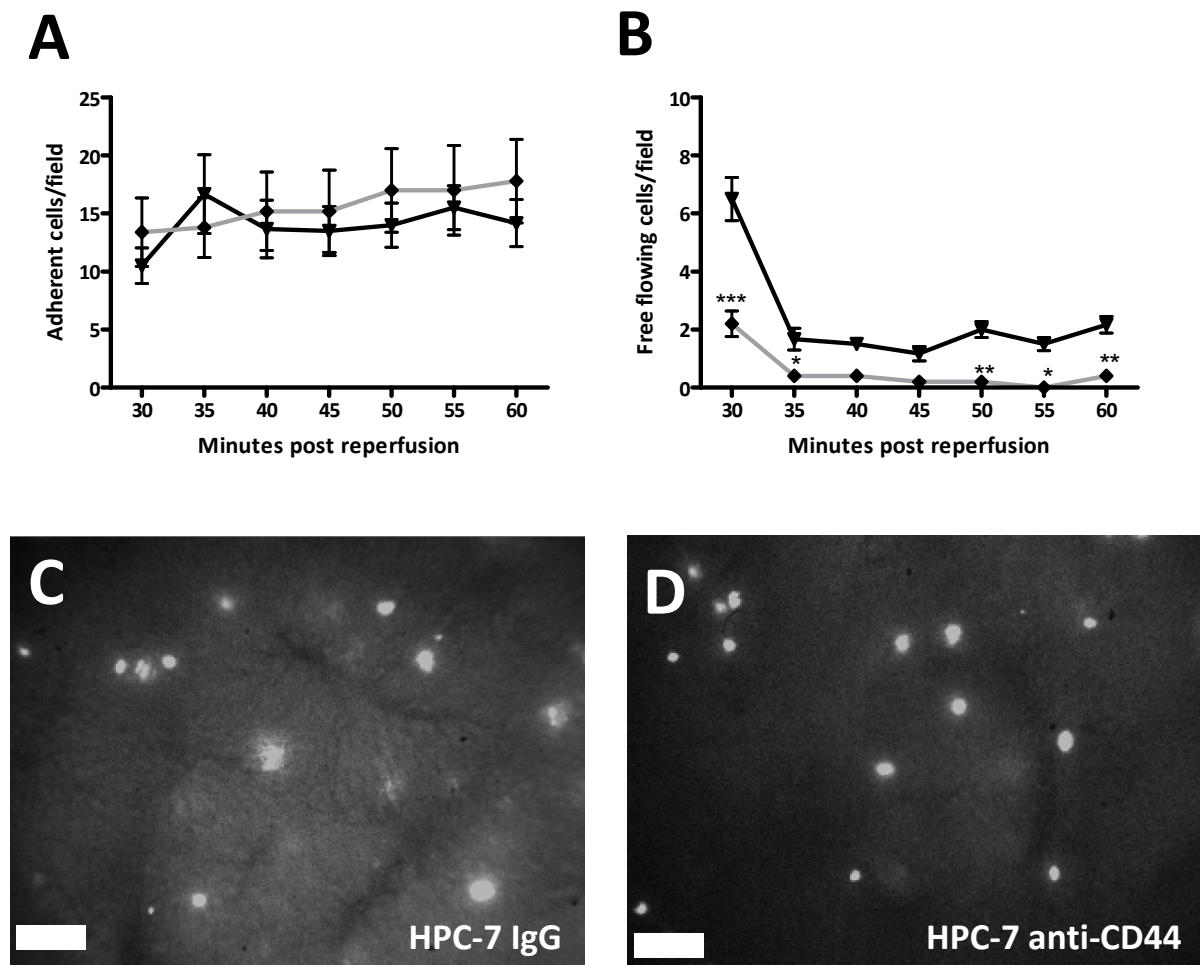 A
25
20
15
10
5
0
Adherent cells/field
30 35 40 45 50 55 60
Minutes post reperfusion
B
10
8
6
4
2
0
Free flowing cells/field
***
*
**
*
**
30 35 40 45 50 55 60
Minutes post reperfusion
C
HPC-7 IgG
D
HPC-7 anti-CD44